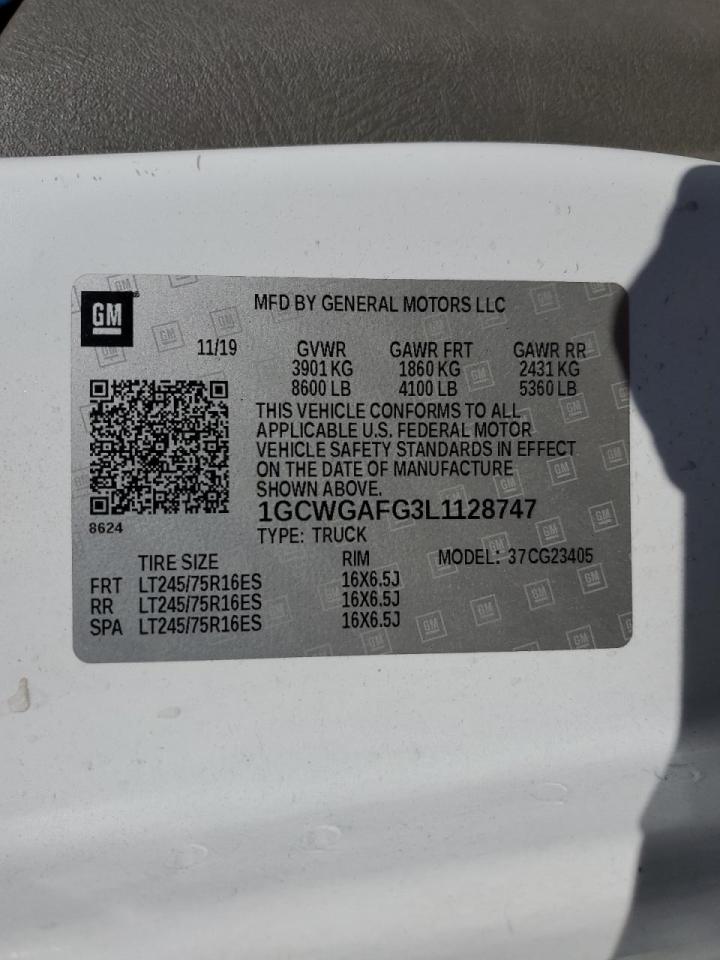 GM
MFD BY GENERAL MOTORS LLC
11/19 GVWR GAWR FRT GAWR RR
3901 KG 1860 KG 2431 KG
8600 LB 4100 LB 5360 LB
THIS VEHICLE CONFORMS TO ALL
APPLICABLE U.S. FEDERAL MOTOR
VEHICLE SAFETY STANDARDS IN EFFECT
ON THE DATE OF MANUFACTURE
SHOWN ABOVE.
8624
1GCWGAFG3L1128747
TYPE: TRUCK
TIRE SIZE RIM MODEL: 37CG23405
FRT LT245/75R16ES 16X6.5J
RR LT245/75R16ES 16X6.5J
SPA LT245/75R16ES 16X6.5J